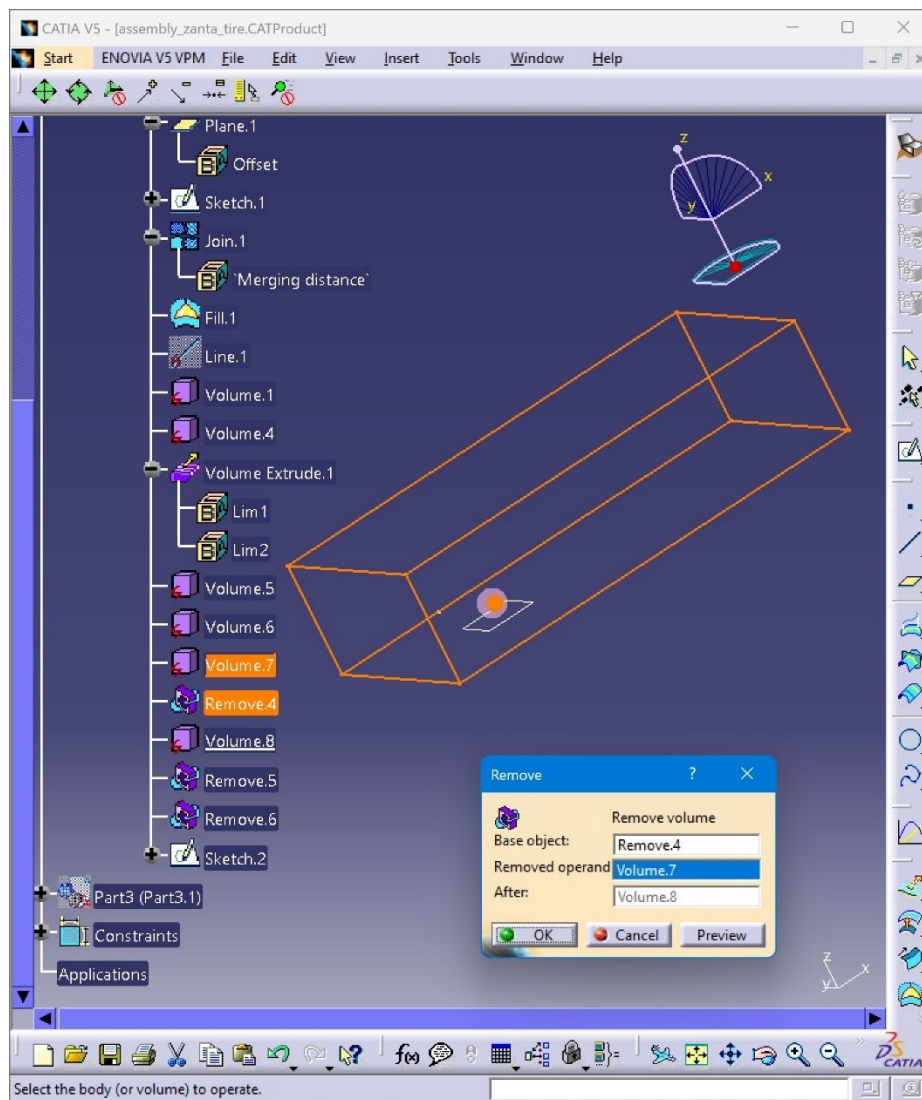 CATIA V5 - [assembly_zanta_tire.CATProduct]
Start ENOVIA V5 VPM File Edit View Insert Tools Window Help
Plane.1
Offset
Sketch.1
Join.1
`Merging distance`
Fill.1
Line.1
Volume.1
Volume.4
Volume Extrude.1
Lim1
Lim2
Volume.5
Volume.6
Volume.7
Remove.4
Volume.8
Remove.5
Remove.6
Sketch.2
Part3 (Part3.1)
Constraints
Applications
z
x
y
Remove ?
Remove volume
Base object: Remove.4
Removed operand Volume.7
After: Volume.8
OK Cancel Preview
z
x
y
f(x)
CATIA
Select the body (or volume) to operate.